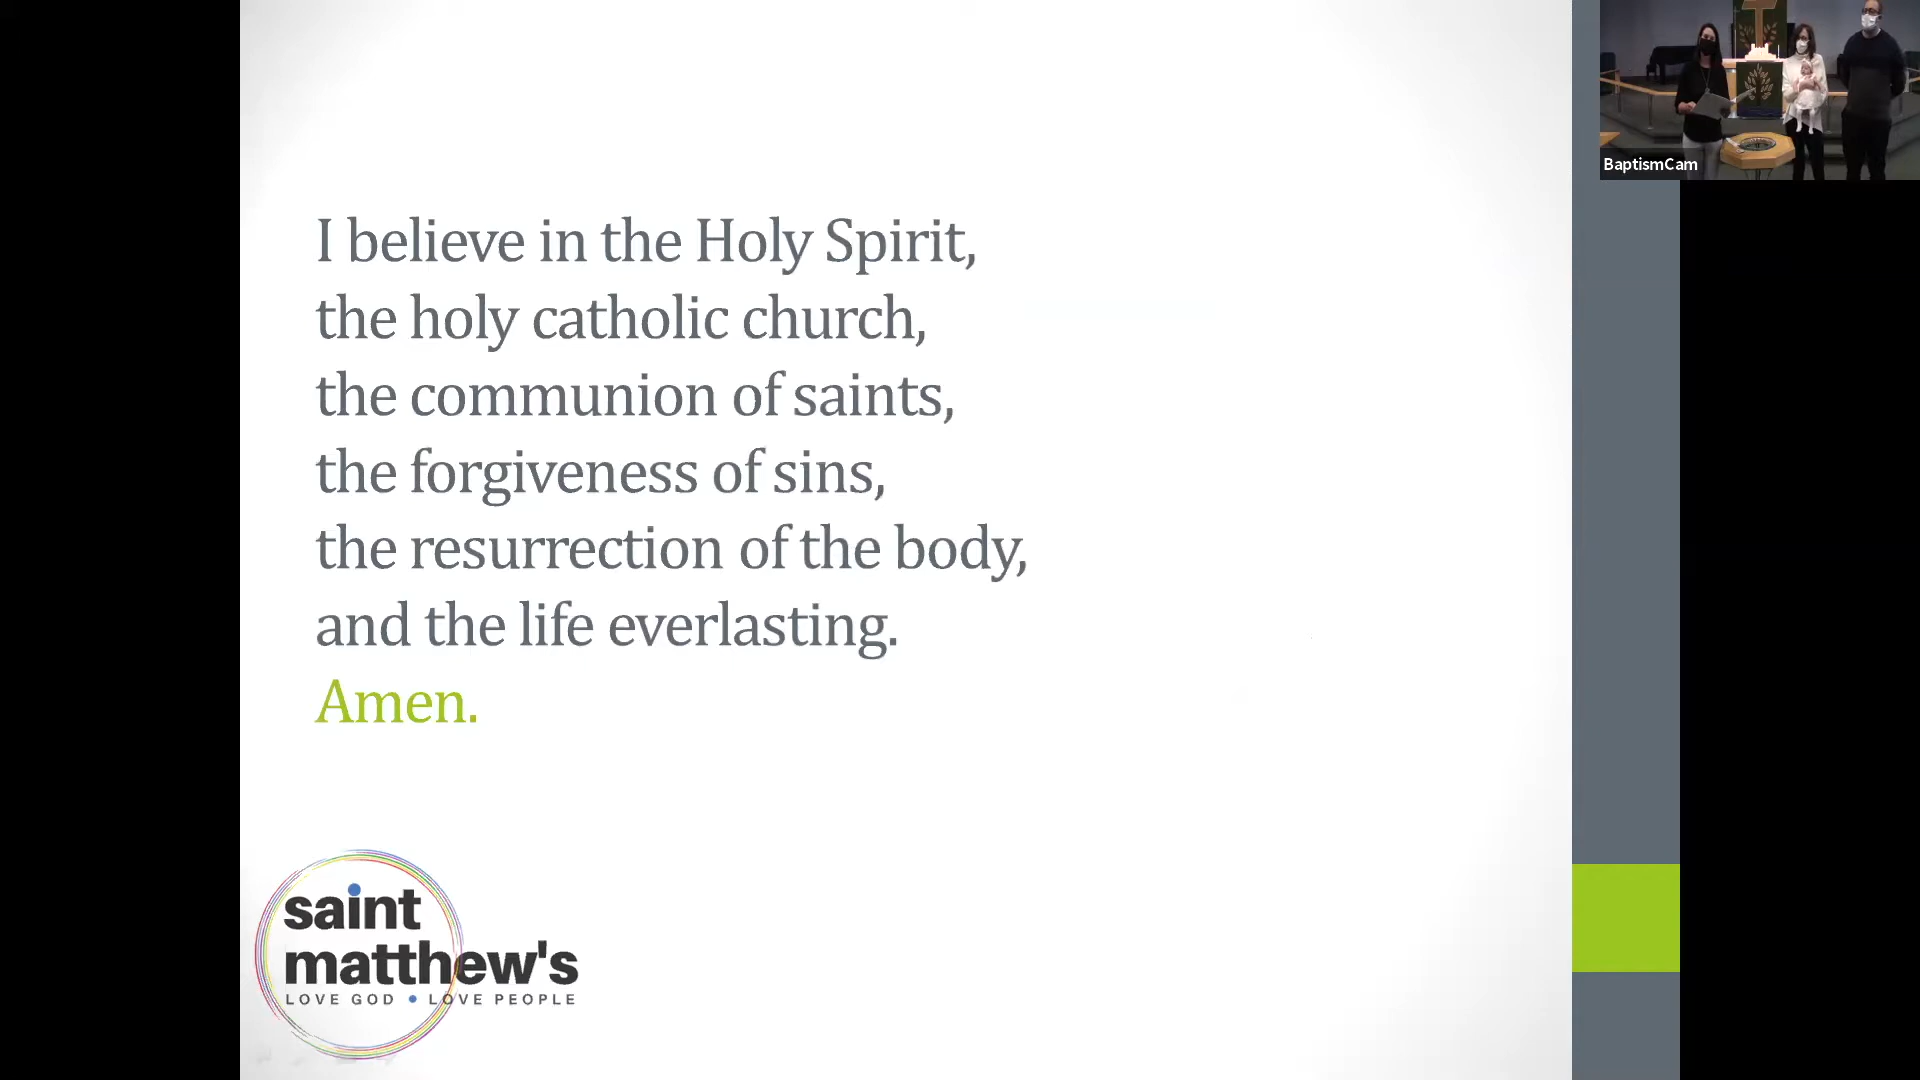 BaptismCam
I believe in the Holy Spirit,
the holy catholic church,
the communion of saints,
the forgiveness of sins,
the resurrection of the body,
and the life everlasting.
Amen.
saint
matthew's
LOVE GOD • LOVE PEOPLE